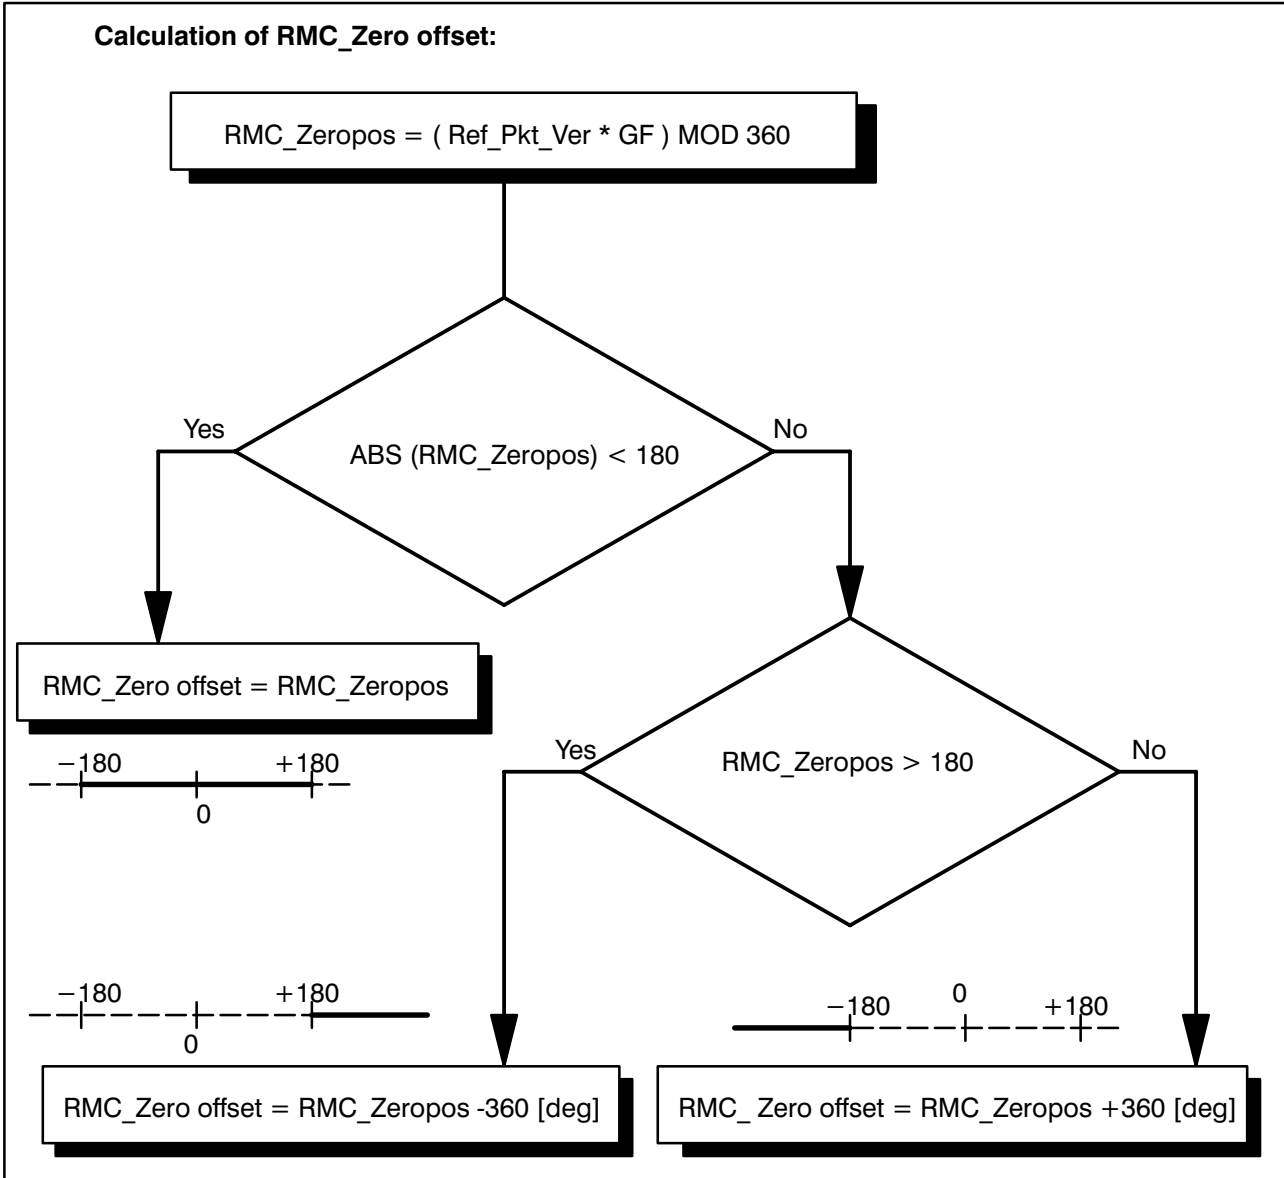 Calculation of RMC_Zero offset:
RMC_Zeropos = ( Ref_Pkt_Ver * GF ) MOD 360
Yes
No
ABS (RMC_Zeropos) < 180
RMC_Zero offset = RMC_Zeropos
−180
+180
0
Yes
No
RMC_Zeropos > 180
−180
+180
0
−180
0
+180
RMC_Zero offset = RMC_Zeropos -360 [deg]
RMC_ Zero offset = RMC_Zeropos +360 [deg]